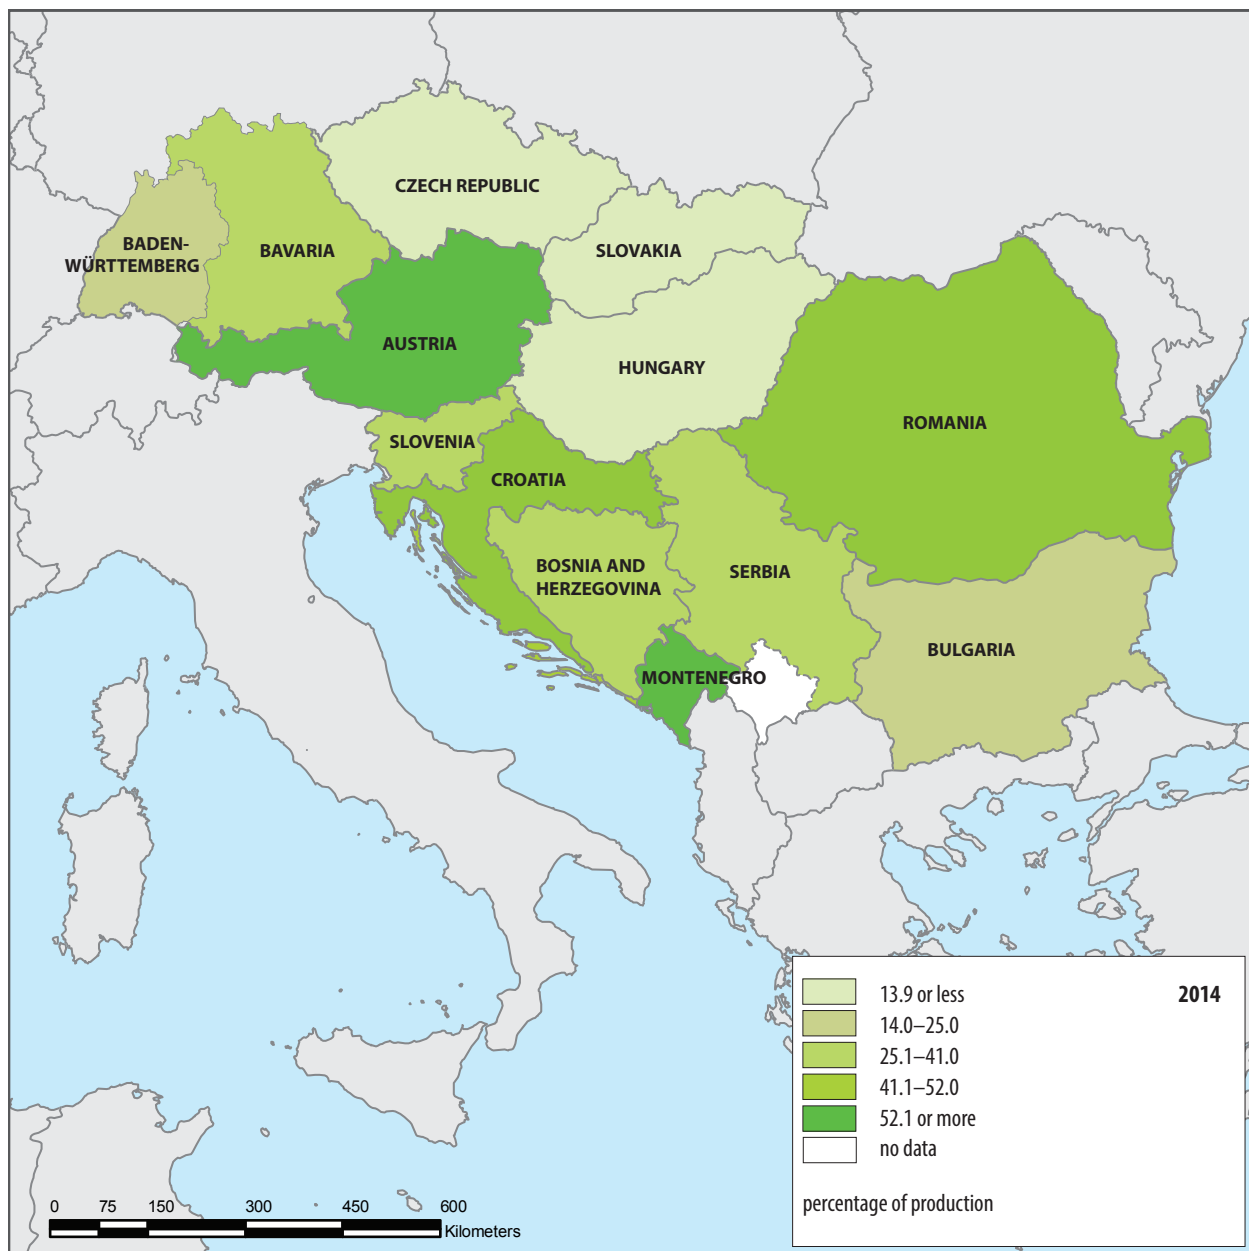 CZECH REPUBLIC
BADEN-
WÜRTTEMBERG
BAVARIA
SLOVAKIA
AUSTRIA
HUNGARY
ROMANIA
SLOVENIA
CROATIA
BOSNIA AND
HERZEGOVINA
SERBIA
BULGARIA
MONTENEGRO
13.9 or less
2014
14.0–25.0
25.1–41.0
41.1–52.0
52.1 or more
no data
percentage of production
0 75 150 300 450 600
Kilometers